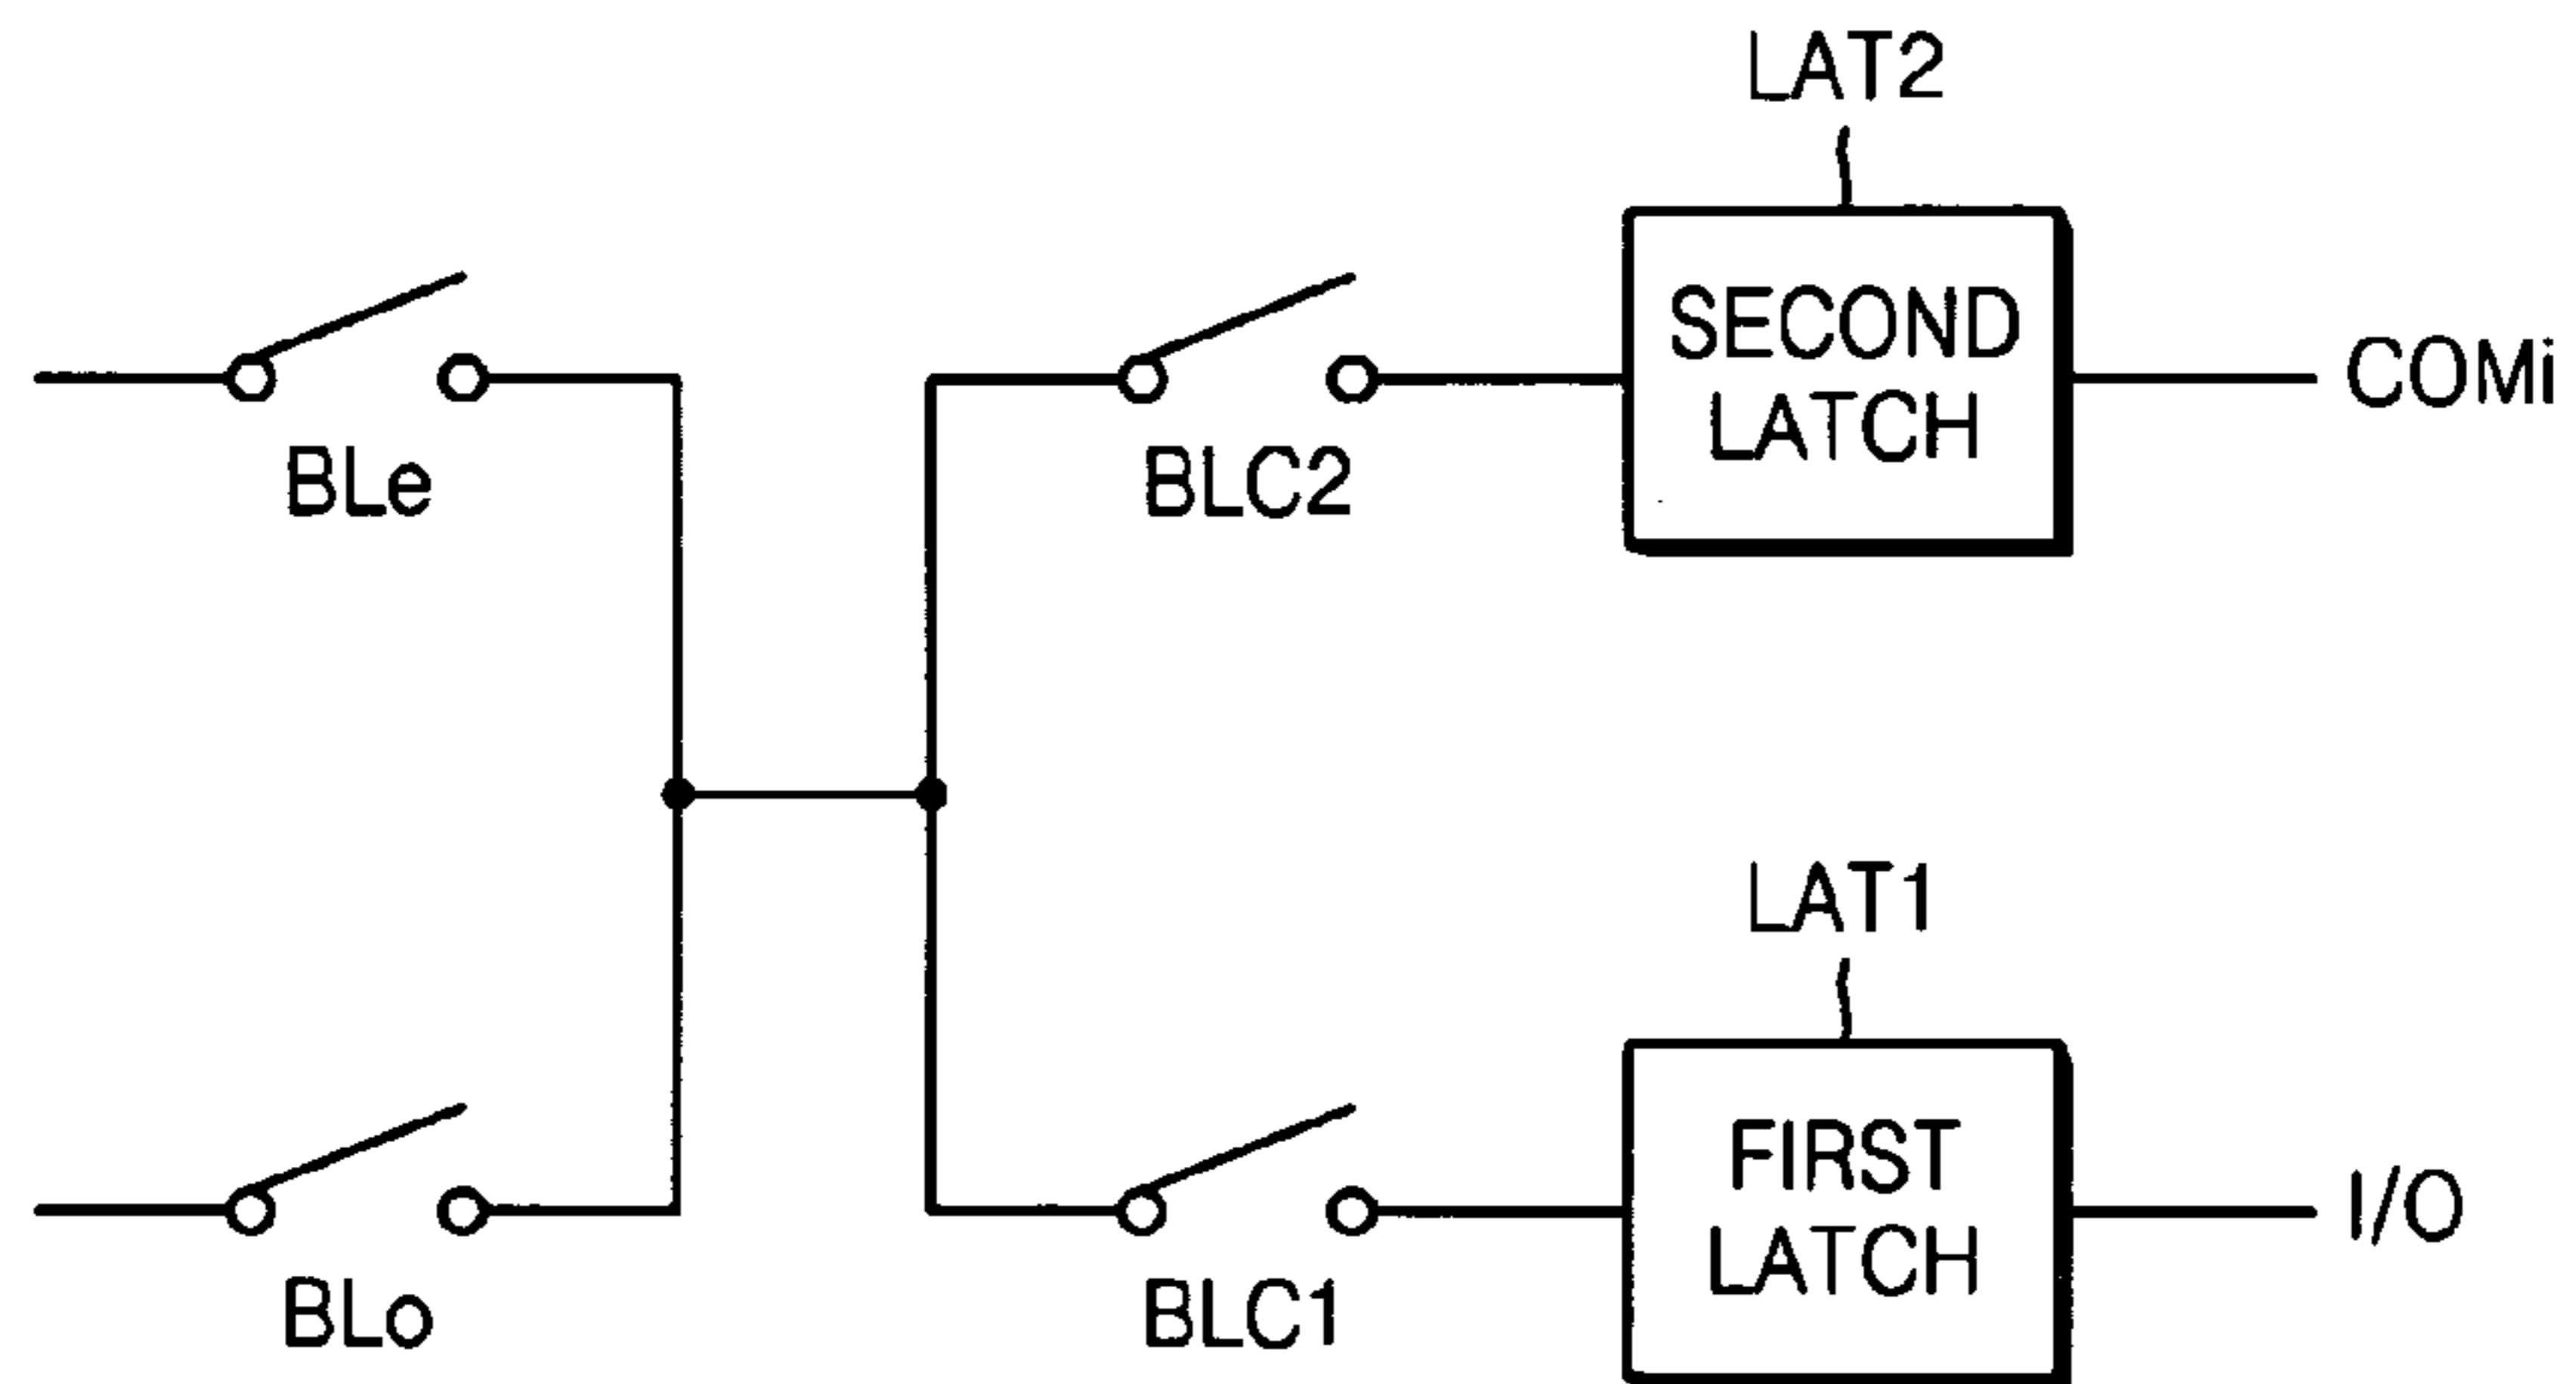 LAT2
SECOND
LATCH
COMi
BLe
BLC2
LAT1
FIRST
LATCH
I/O
BLo
BLC1